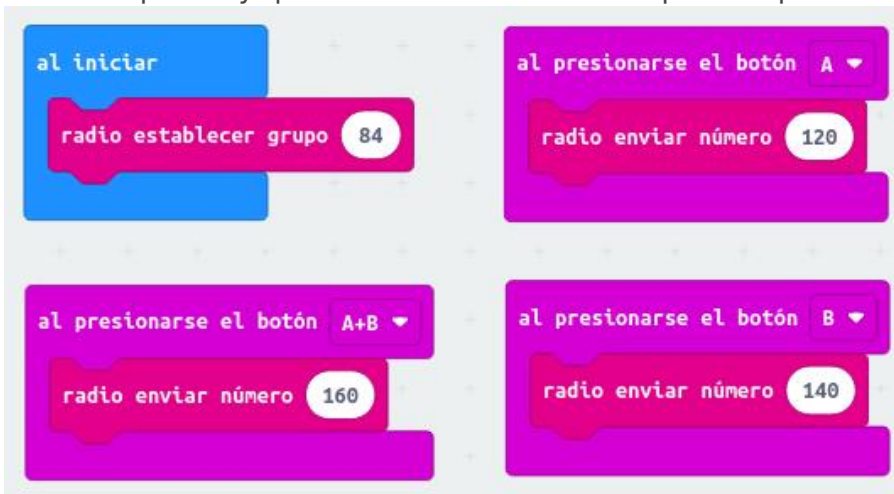 al iniciar
radio establecer grupo 84
al presionarse el botón A
radio enviar número 120
al presionarse el botón A+B
radio enviar número 160
al presionarse el botón B
radio enviar número 140